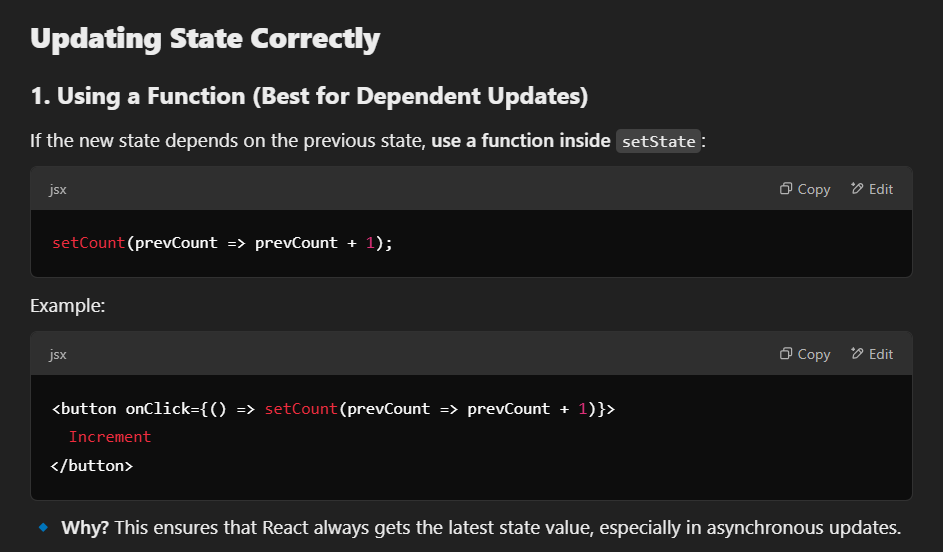 Updating State Correctly
1. Using a Function (Best for Dependent Updates)
If the new state depends on the previous state, use a function inside setState:
jsx Copy Edit
setCount(prevCount => prevCount + 1);
Example:
jsx Copy Edit
<button onClick={() => setCount(prevCount => prevCount + 1)}>
  Increment
</button>
Why? This ensures that React always gets the latest state value, especially in asynchronous updates.